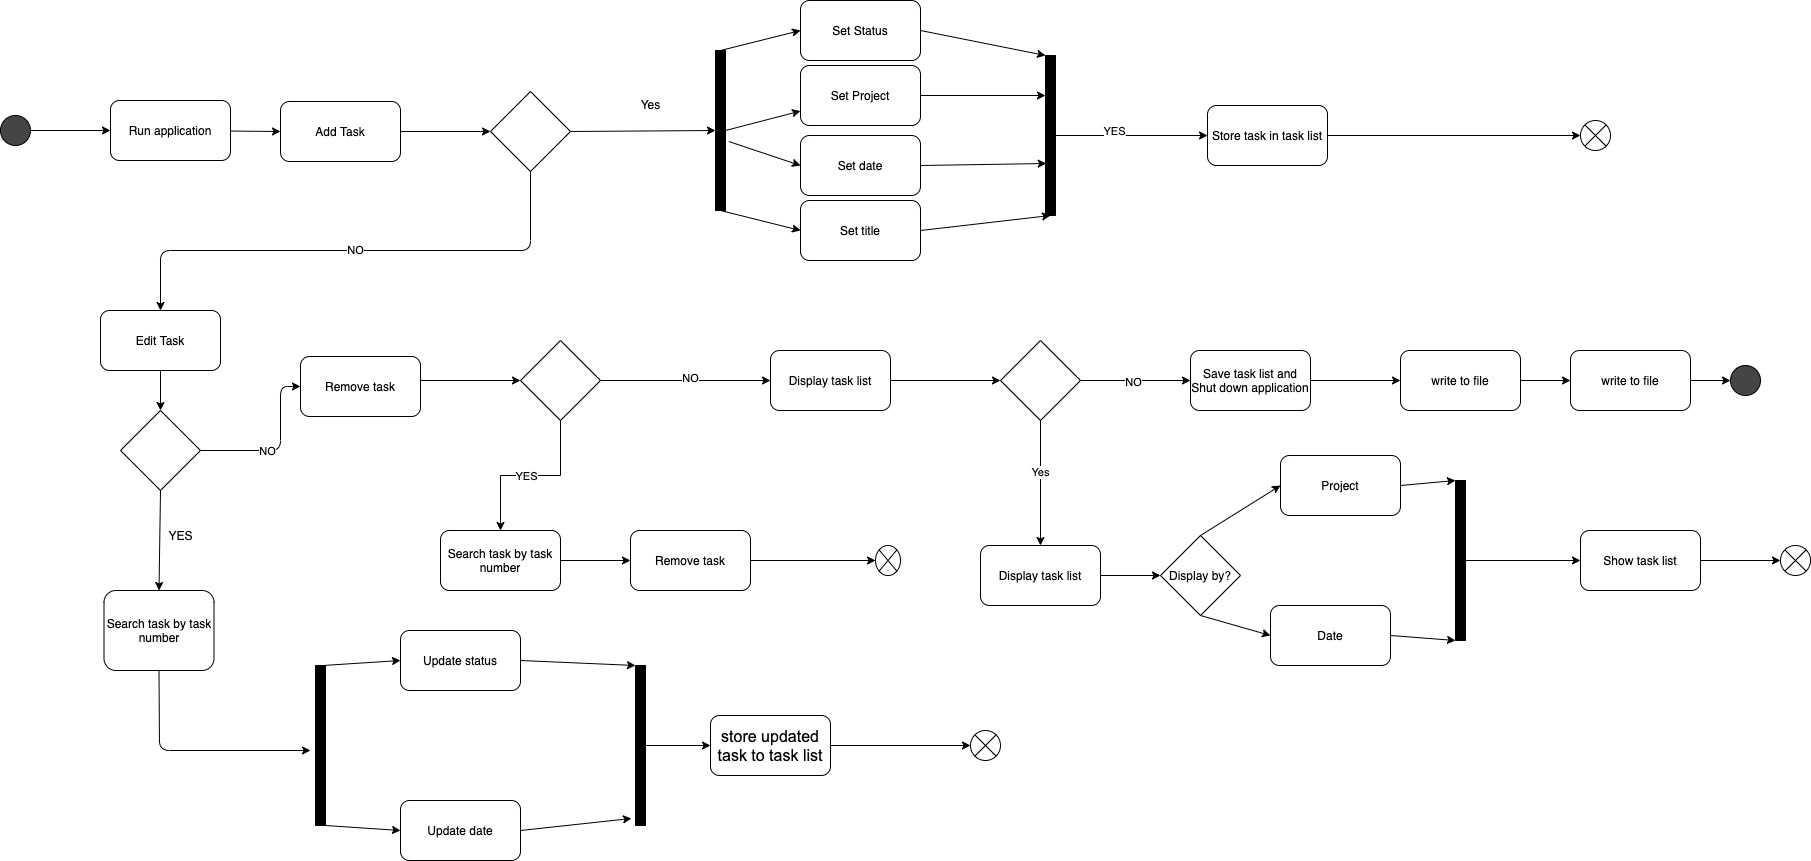 Set Status
Yes
Set Project
Run application
Add Task
YES
Store task in task list
Set date
Set title
NO
Edit Task
Remove task
NO
Display task list
NO
Save task list and
Shut down application
write to file
write to file
NO
YES
Yes
Project
YES
Search task by task
number
Remove task
Display task list
Display by?
Show task list
Search task by task
number
Date
Update status
store updated
task to task list
Update date